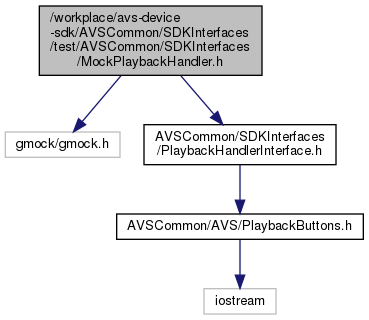 /workplace/avs-device
-sdk/AVSCommon/SDKInterfaces
/test/AVSCommon/SDKInterfaces
/MockPlaybackHandler.h
gmock/gmock.h
AVSCommon/SDKInterfaces
/PlaybackHandlerInterface.h
AVSCommon/AVS/PlaybackButtons.h
iostream